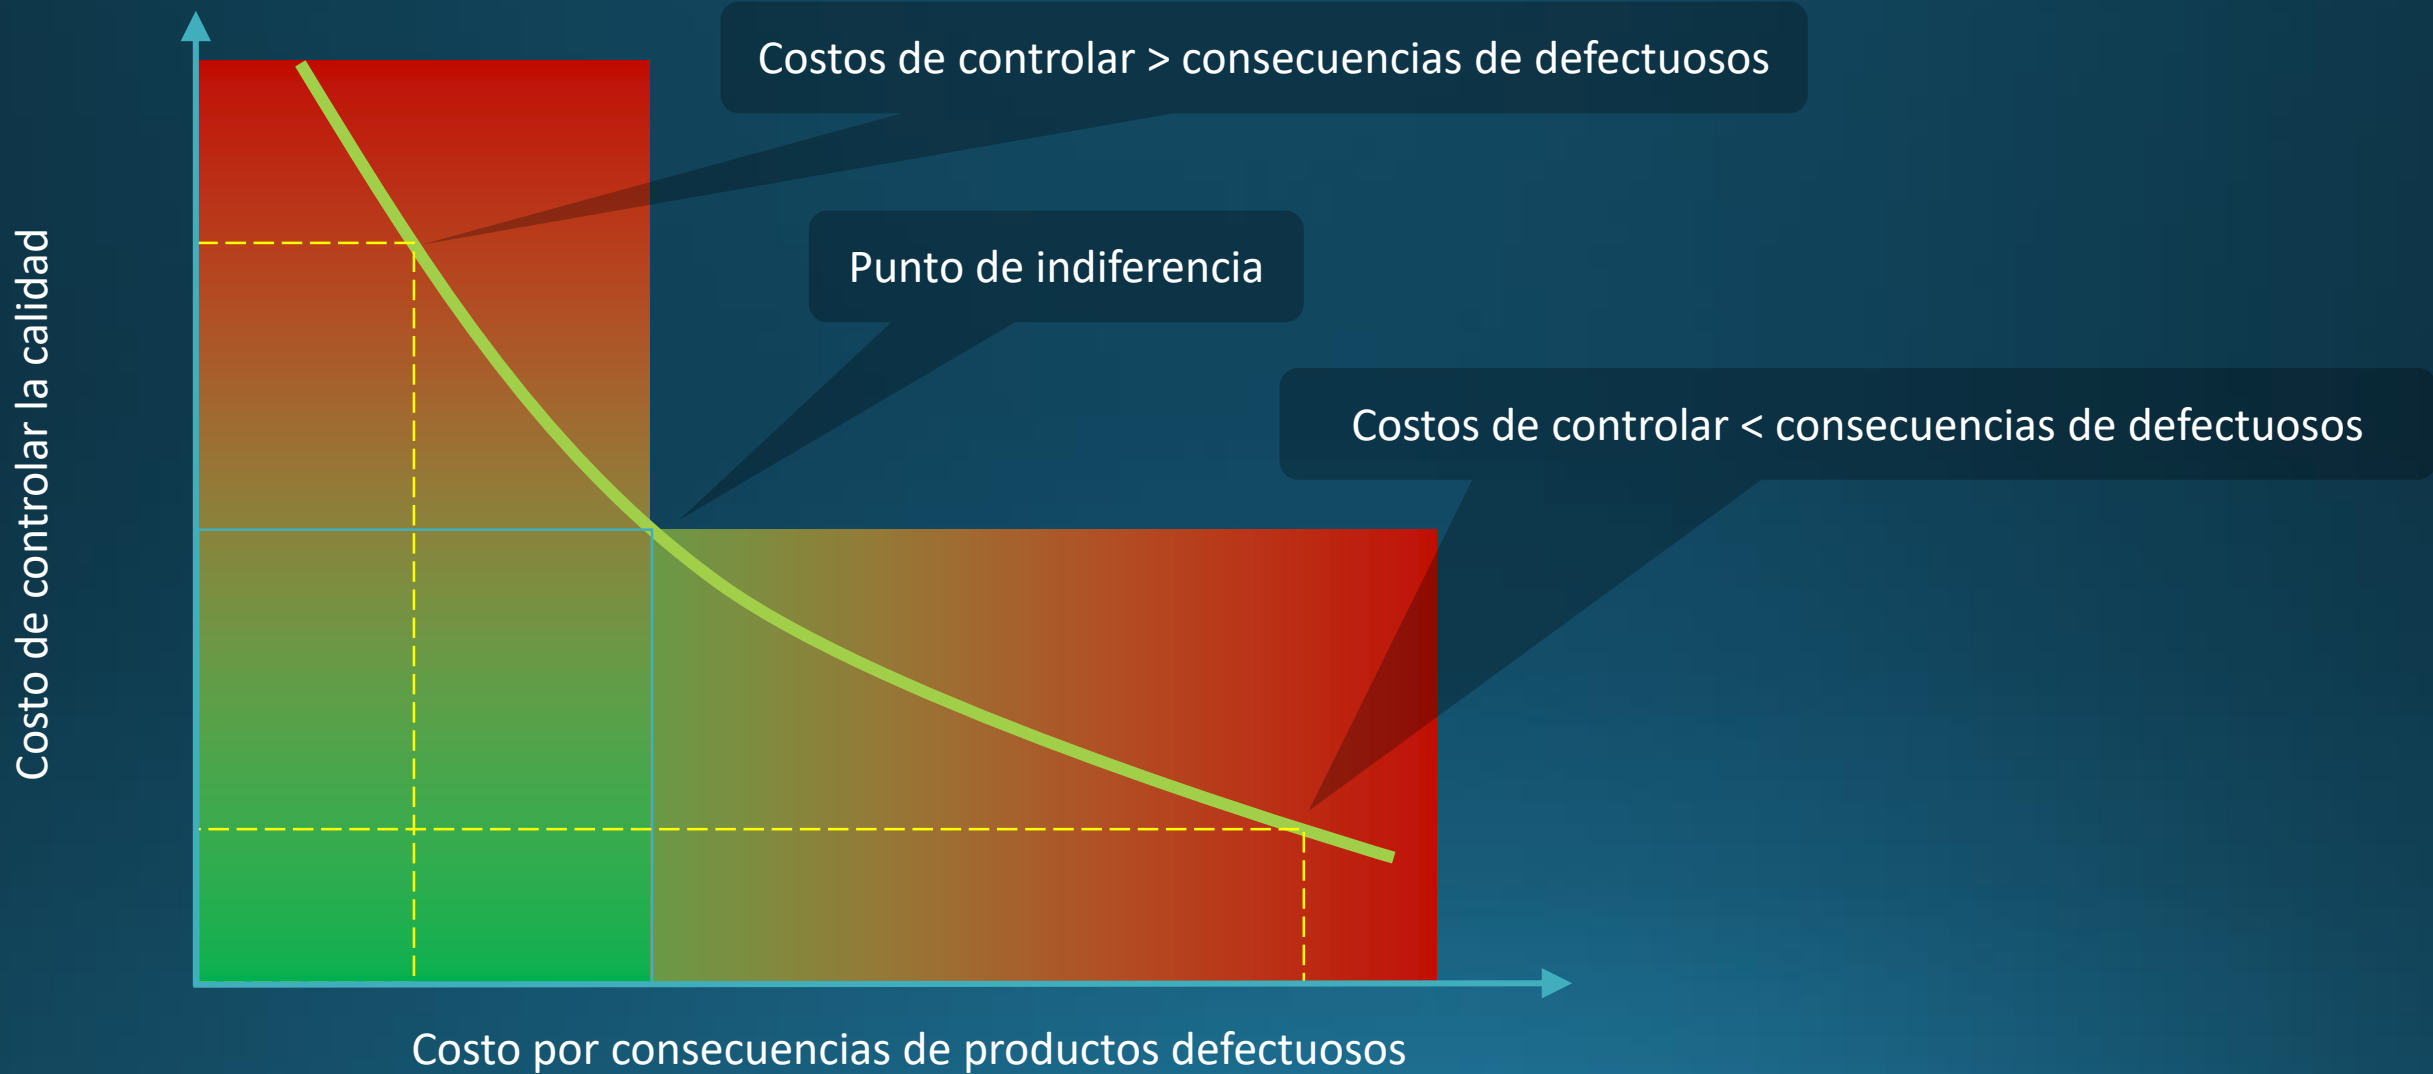 Costos de controlar > consecuencias de defectuosos
Punto de indiferencia
Costos de controlar < consecuencias de defectuosos
Costo de controlar la calidad
Costo por consecuencias de productos defectuosos